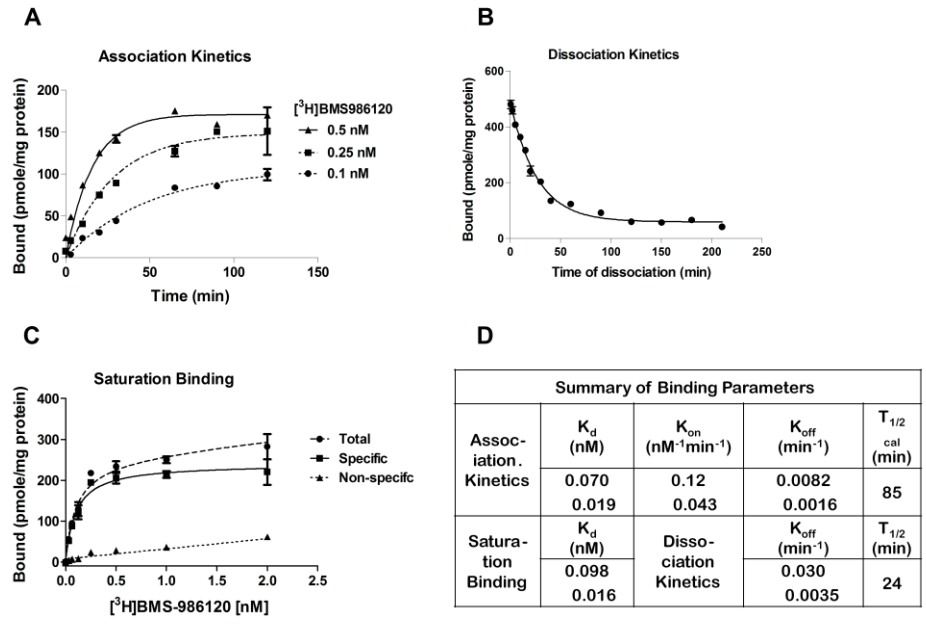 A
Association Kinetics
Bound (pmole/mg protein)
200
150
100
50
0
0
50
100
150
Time (min)
[³H]BMS986120
0.5 nM
0.25 nM
0.1 nM
B
Dissociation Kinetics
Bound (pmole/mg protein)
600
400
200
0
0
50
100
150
200
250
Time of dissociation (min)
C
Saturation Binding
Bound (pmole/mg protein)
400
300
200
100
0
0.0
0.5
1.0
1.5
2.0
2.5
[³H]BMS-986120 [nM]
Total
Specific
Non-specifc
D
Summary of Binding Parameters
Assoc-
iation.
Kinetics
Kd
(nM)
Kon
(nM-1min-1)
Koff
(min-1)
T1/2
cal
(min)
0.070
0.019
0.12
0.043
0.0082
0.0016
85
Satura-
tion
Binding
Kd
(nM)
Disso-
ciation
Kinetics
Koff
(min-1)
T1/2
(min)
0.098
0.016
0.030
0.0035
24